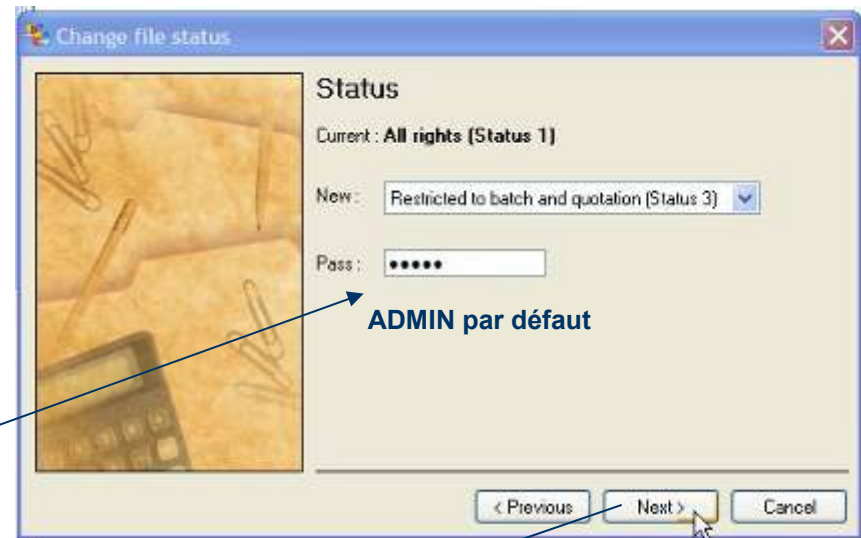 Change file status
Status
Current : All rights (Status 1)
New : Restricted to batch and quotation (Status 3)
Pass : •••••
ADMIN par défaut
< Previous Next > Cancel